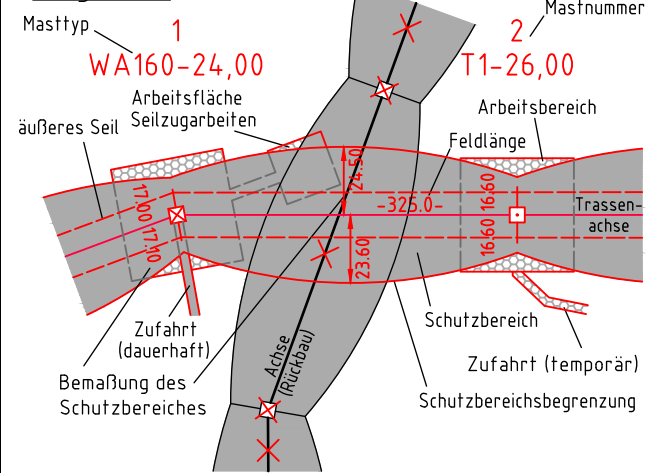 Masttyp
1
WA160-24,00
2
T1-26,00
Mastnummer
Arbeitsfläche
Seilzugarbeiten
Arbeitsbereich
äußeres Seil
Feldlänge
24.50
-325.0-
17.00
17.10
16.60
16.60
Trassen-
achse
23.60
Zufahrt
(dauerhaft)
Schutzbereich
Achse
(Rückbau)
Zufahrt (temporär)
Bemaßung des
Schutzbereiches
Schutzbereichsbegrenzung